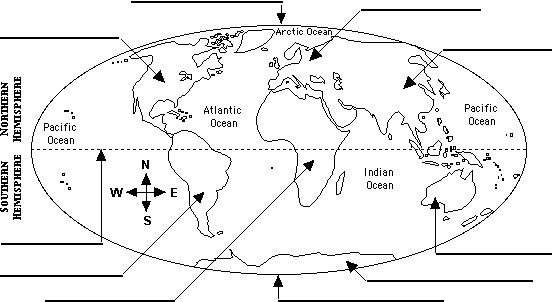 Arctic Ocean
NORTHERN
HEMISPHERE
Atlantic
Ocean
Pacific
Ocean
Pacific
Ocean
SOUTHERN
HEMISPHERE
N
W E
S
Indian
Ocean